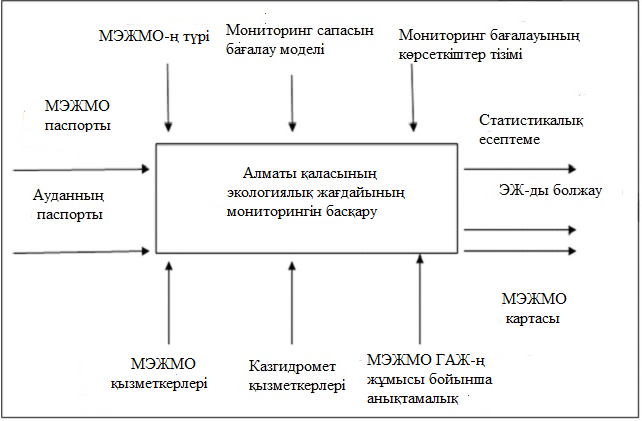 МЭЖМО-ң түрі
Мониторинг сапасын
бағалау моделі
Мониторинг бағалауының
көрсеткіштер тізімі
МЭЖМО
паспорты
Ауданның
паспорты
Алматы қаласының
экологиялық жағдайының
мониторингін басқару
Статистикалық
есептеме
ЭЖ-ды болжау
МЭЖМО
картасы
МЭЖМО
қызметкерлері
Казгидромет
қызметкерлері
МЭЖМО ГАЖ-ң
жұмысы бойынша
анықтамалық